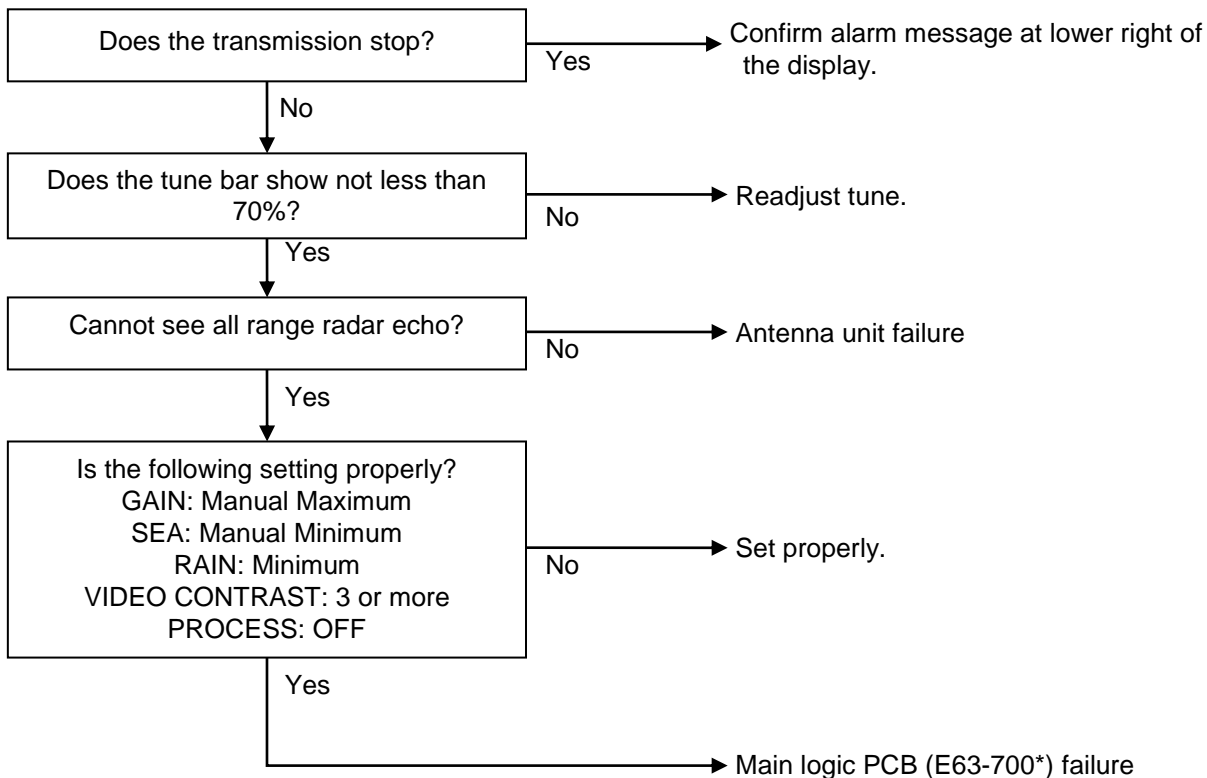 Does the transmission stop?
Yes
Confirm alarm message at lower right of
the display.
No
Does the tune bar show not less than
70%?
No
Readjust tune.
Yes
Cannot see all range radar echo?
No
Antenna unit failure
Yes
Is the following setting properly?
GAIN: Manual Maximum
SEA: Manual Minimum
RAIN: Minimum
VIDEO CONTRAST: 3 or more
PROCESS: OFF
No
Set properly.
Yes
Main logic PCB (E63-700*) failure